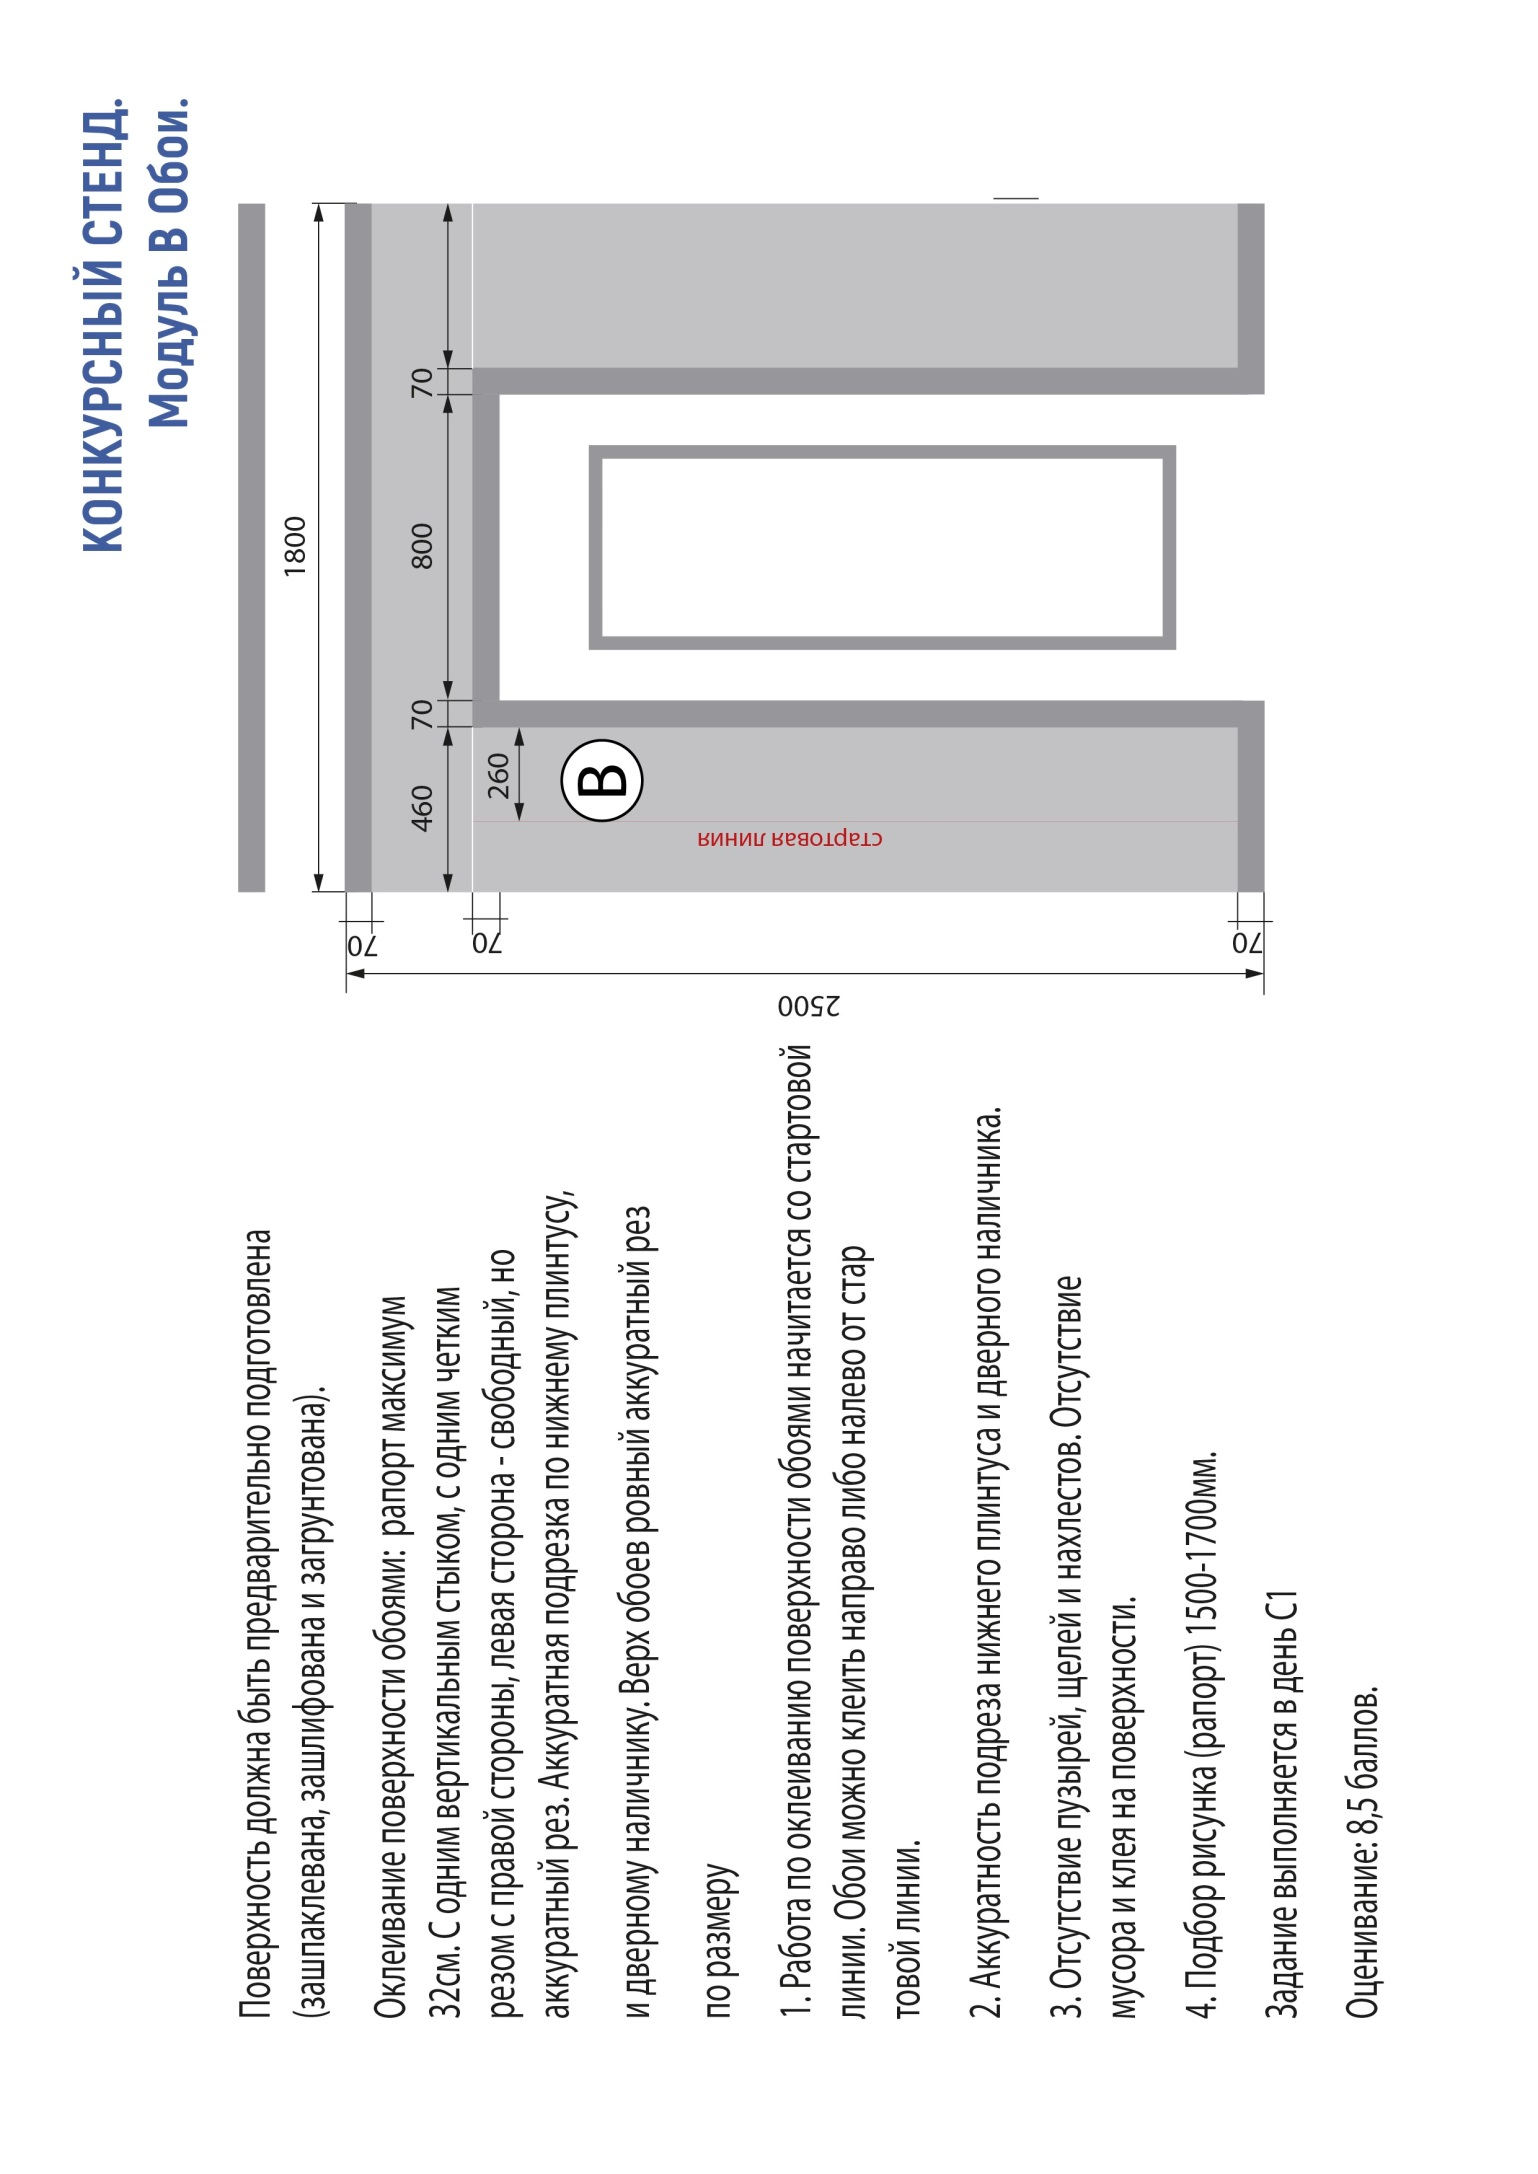 КОНКУРСНЫЙ СТЕНД.
Модуль В Обои.
Поверхность должна быть предварительно подготовлена
(зашпаклевана, зашлифована и загрунтована).
Оклеивание поверхности обоями: рапорт максимум
32см. С одним вертикальным стыком, с одним четким
резом с правой стороны, левая сторона - свободный, но
аккуратный рез. Аккуратная подрезка по нижнему плинтусу,
и дверному наличнику. Верх обоев ровный аккуратный рез
по размеру
1. Работа по оклеиванию поверхности обоями начитается со стартовой
линии. Обои можно клеить направо либо налево от стар
товой линии.
2. Аккуратность подреза нижнего плинтуса и дверного наличника.
3. Отсутствие пузырей, щелей и нахлестов. Отсутствие
мусора и клея на поверхности.
4. Подбор рисунка (рапорт) 1500-1700мм.
Задание выполняется в день С1
Оценивание: 8,5 баллов.
1800
460
70
800
70
260
В
стартовая линия
70
70
70
2500